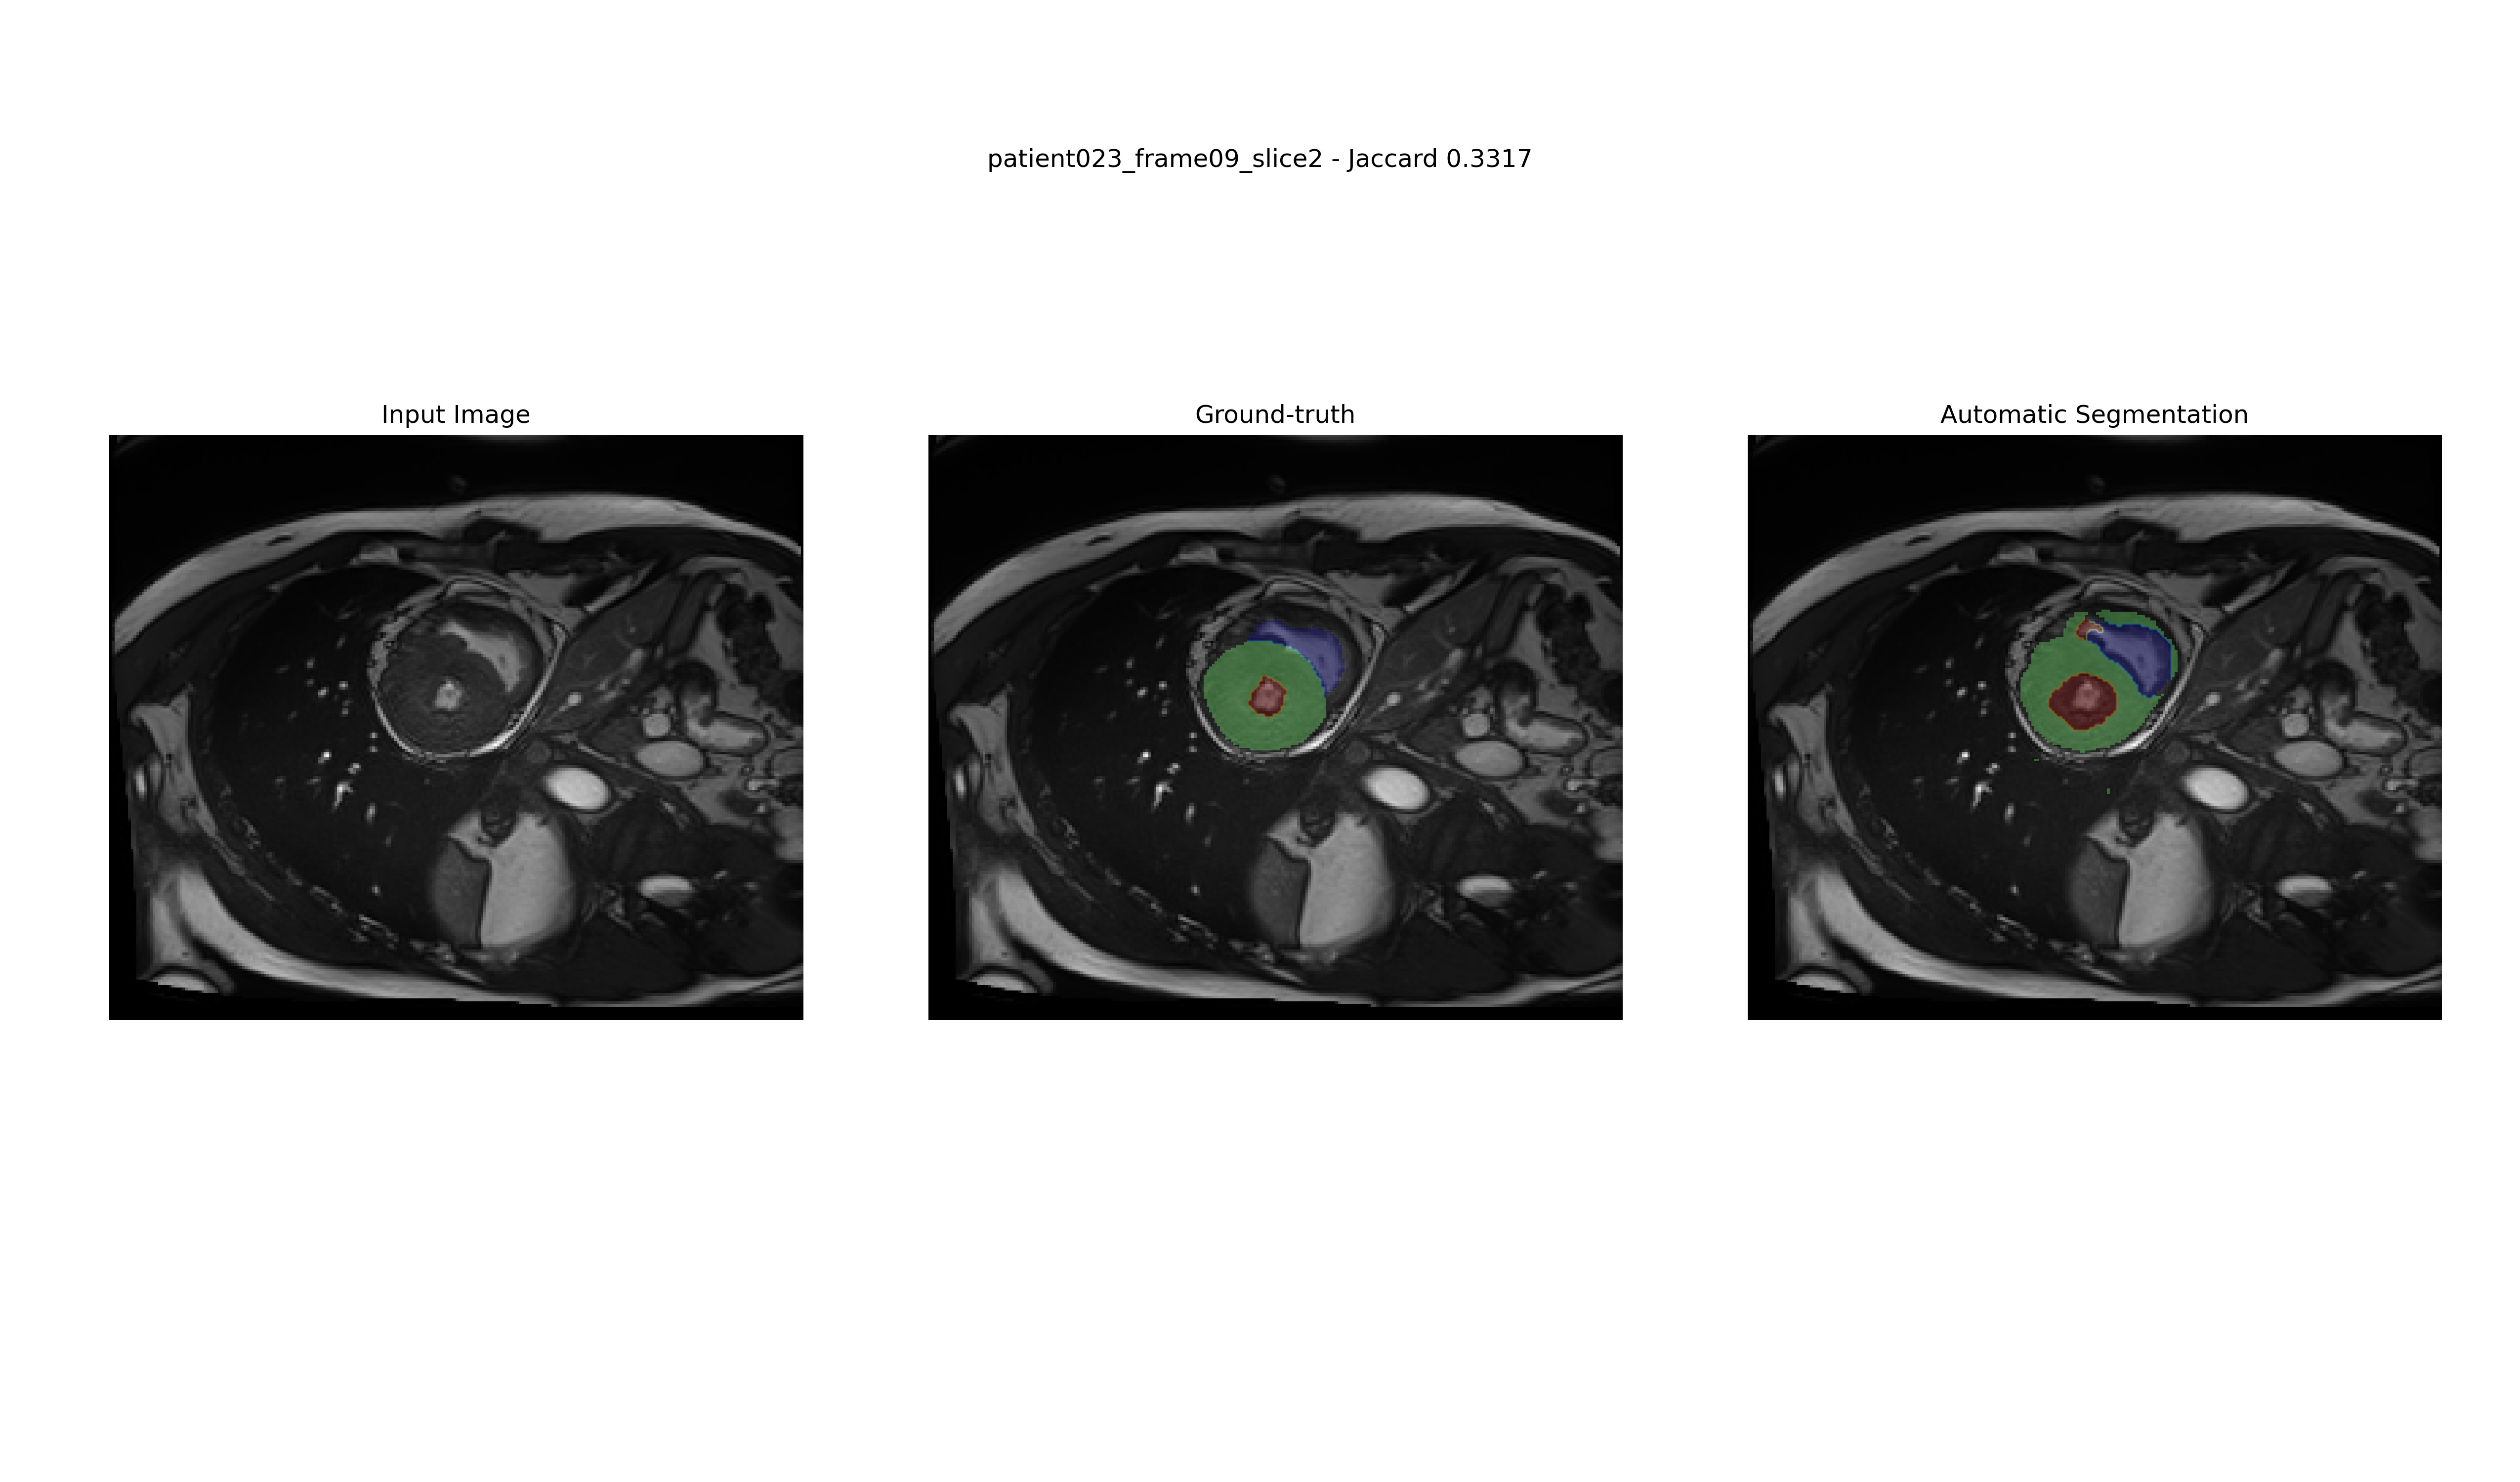 patient023_frame09_slice2 - Jaccard 0.3317
Input Image
Ground-truth
Automatic Segmentation